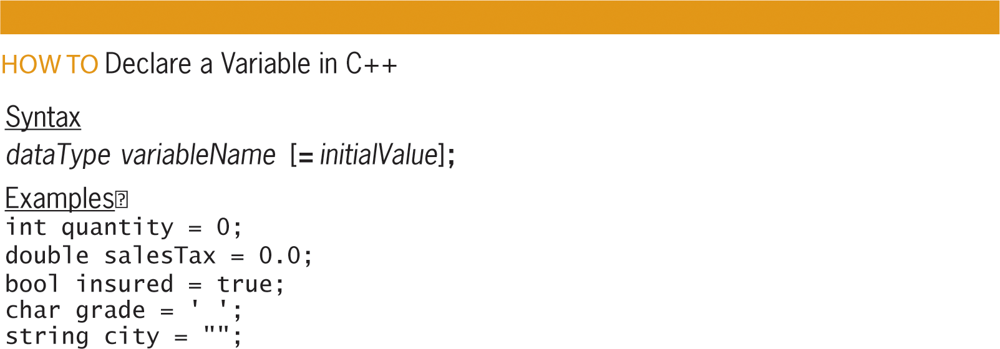 HOW TO Declare a Variable in C++
Syntax
dataType variableName [= initialValue];
Examples
int quantity = 0;
double salesTax = 0.0;
bool insured = true;
char grade = ' ';
string city = "";